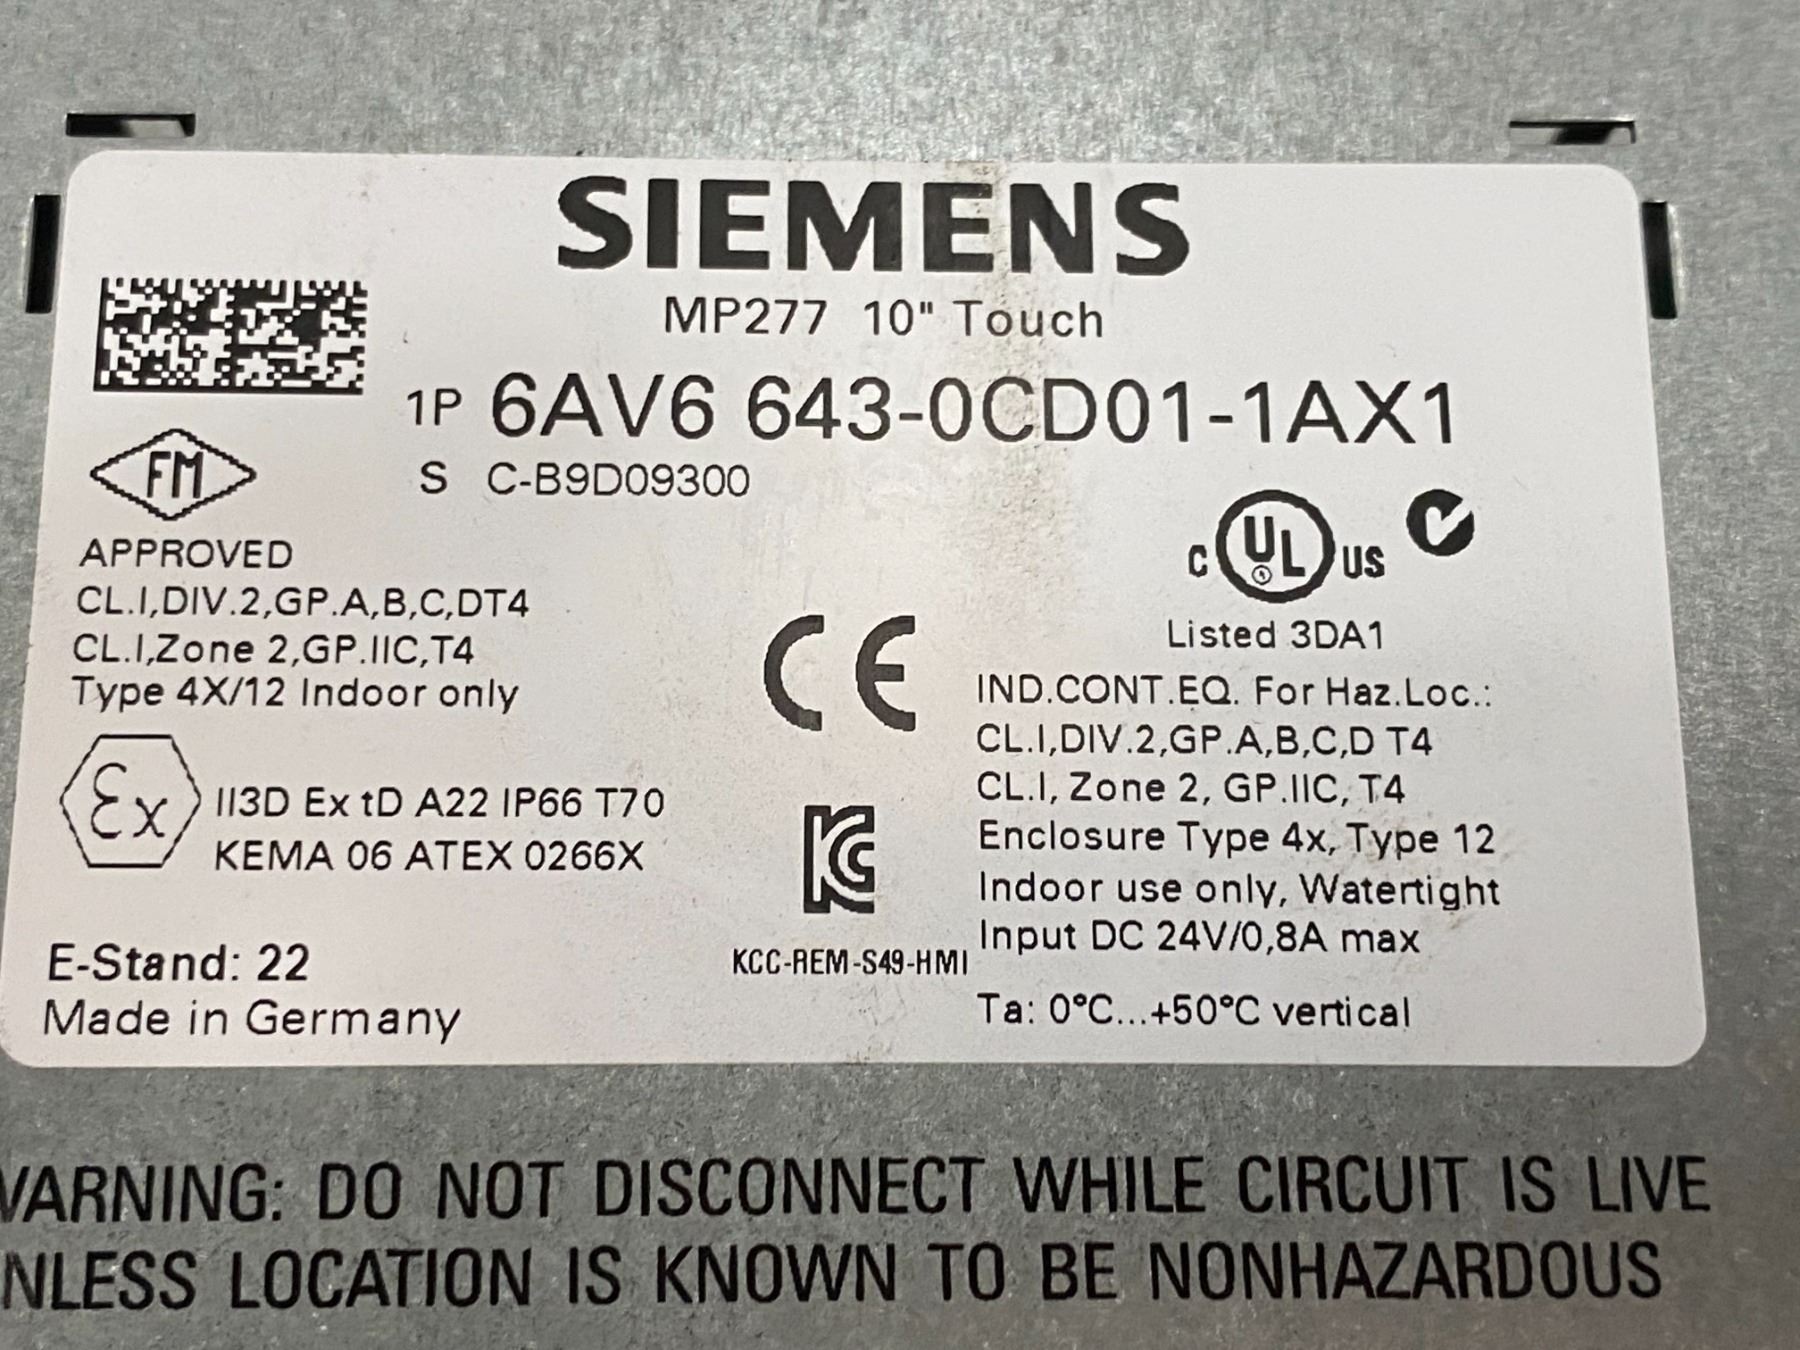 SIEMENS
MP277 10" Touch
1P 6AV6 643-0CD01-1AX1
S C-B9D09300
FM
APPROVED
CL.I,DIV.2,GP.A,B,C,DT4
CL.I,Zone 2,GP.IIC,T4
Type 4X/12 Indoor only
Ex
II3D Ex tD A22 IP66 T70
KEMA 06 ATEX 0266X
E-Stand: 22
Made in Germany
CE
KC
KCC-REM-S49-HMI
C UL US
Listed 3DA1
IND.CONT.EQ. For Haz.Loc.:
CL.I,DIV.2,GP.A,B,C,D T4
CL.I, Zone 2, GP.IIC, T4
Enclosure Type 4x, Type 12
Indoor use only, Watertight
Input DC 24V/0,8A max
Ta: 0°C...+50°C vertical
WARNING: DO NOT DISCONNECT WHILE CIRCUIT IS LIVE
NLESS LOCATION IS KNOWN TO BE NONHAZARDOUS